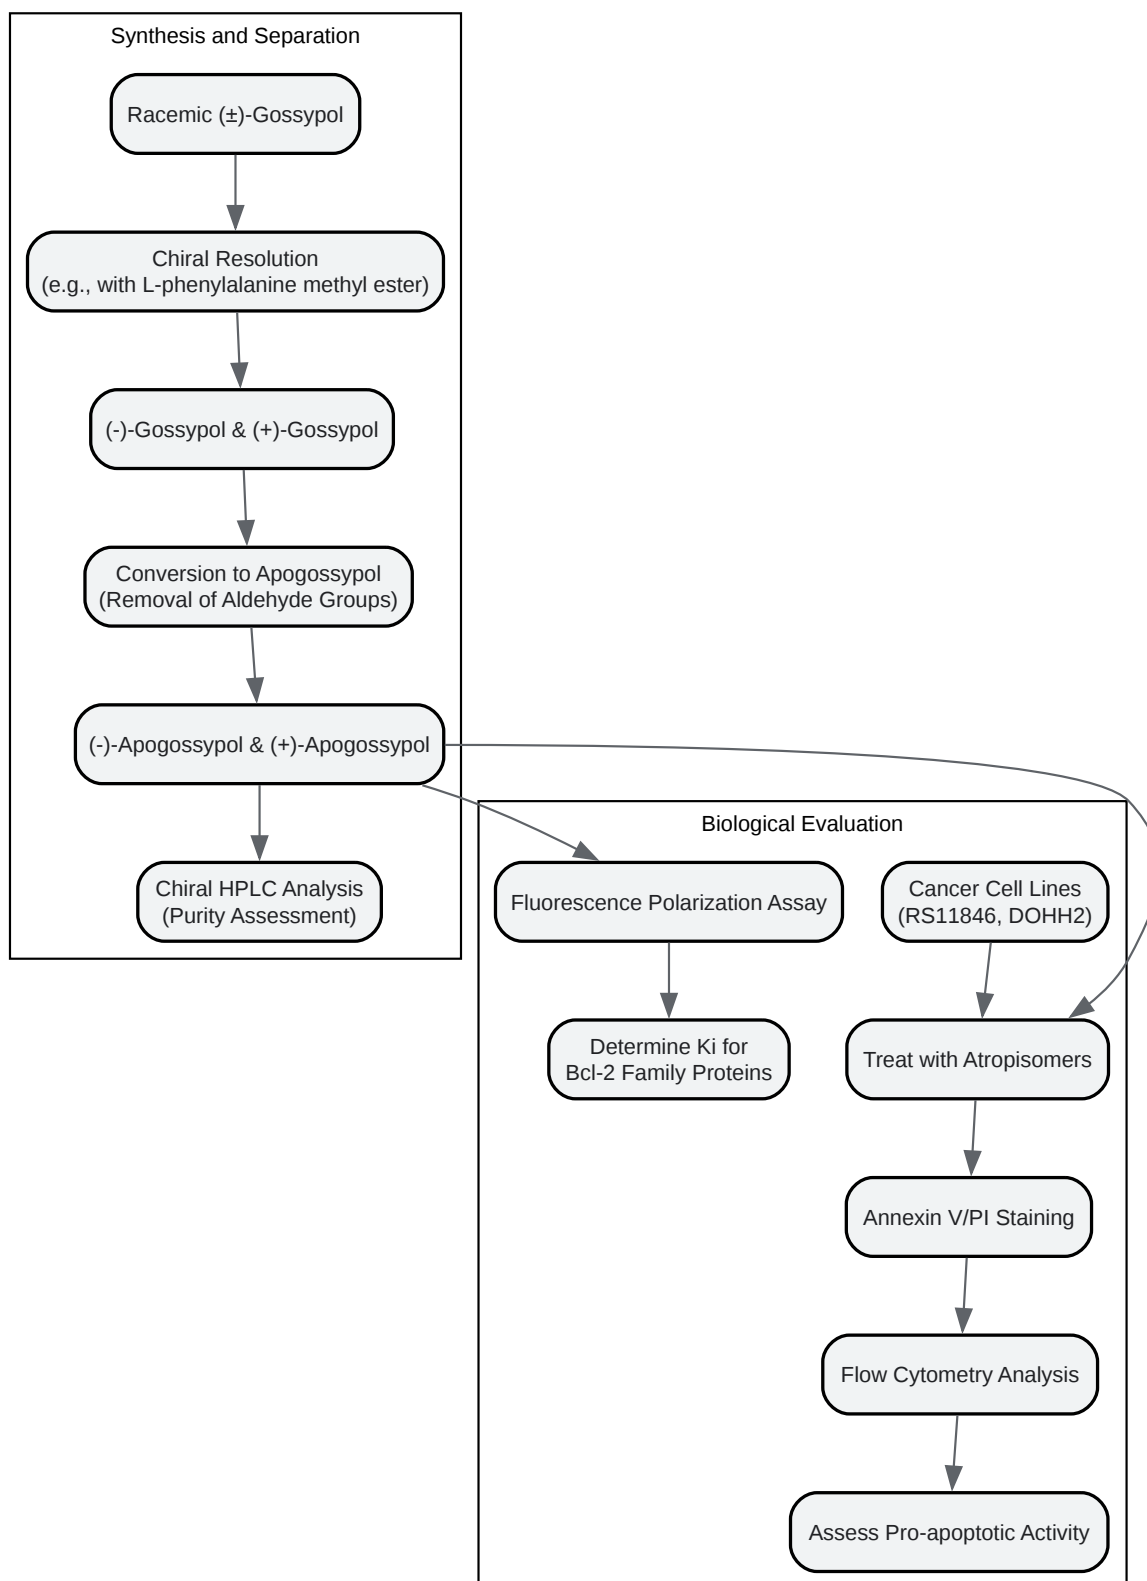 Synthesis and Separation
Racemic (±)-Gossypol
Chiral Resolution
(e.g., with L-phenylalanine methyl ester)
(-)-Gossypol & (+)-Gossypol
Conversion to Apogossypol
(Removal of Aldehyde Groups)
(-)-Apogossypol & (+)-Apogossypol
Chiral HPLC Analysis
(Purity Assessment)
Biological Evaluation
Fluorescence Polarization Assay
Determine Ki for
Bcl-2 Family Proteins
Cancer Cell Lines
(RS11846, DOHH2)
Treat with Atropisomers
Annexin V/PI Staining
Flow Cytometry Analysis
Assess Pro-apoptotic Activity